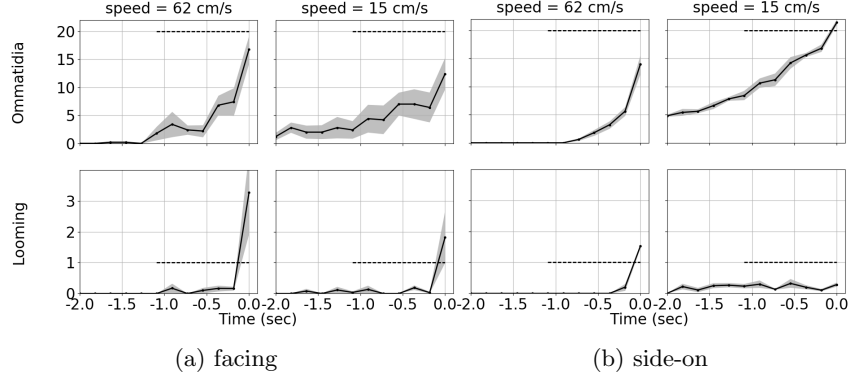 speed = 62 cm/s speed = 15 cm/s speed = 62 cm/s speed = 15 cm/s
20
15
10
5
0
Ommatidia
3
2
1
0
Looming
-2.0 -1.5 -1.0 -0.5 0.0 -2.0 -1.5 -1.0 -0.5 0.0 -2.0 -1.5 -1.0 -0.5 0.0 -2.0 -1.5 -1.0 -0.5 0.0
Time (sec) Time (sec)
(a) facing (b) side-on